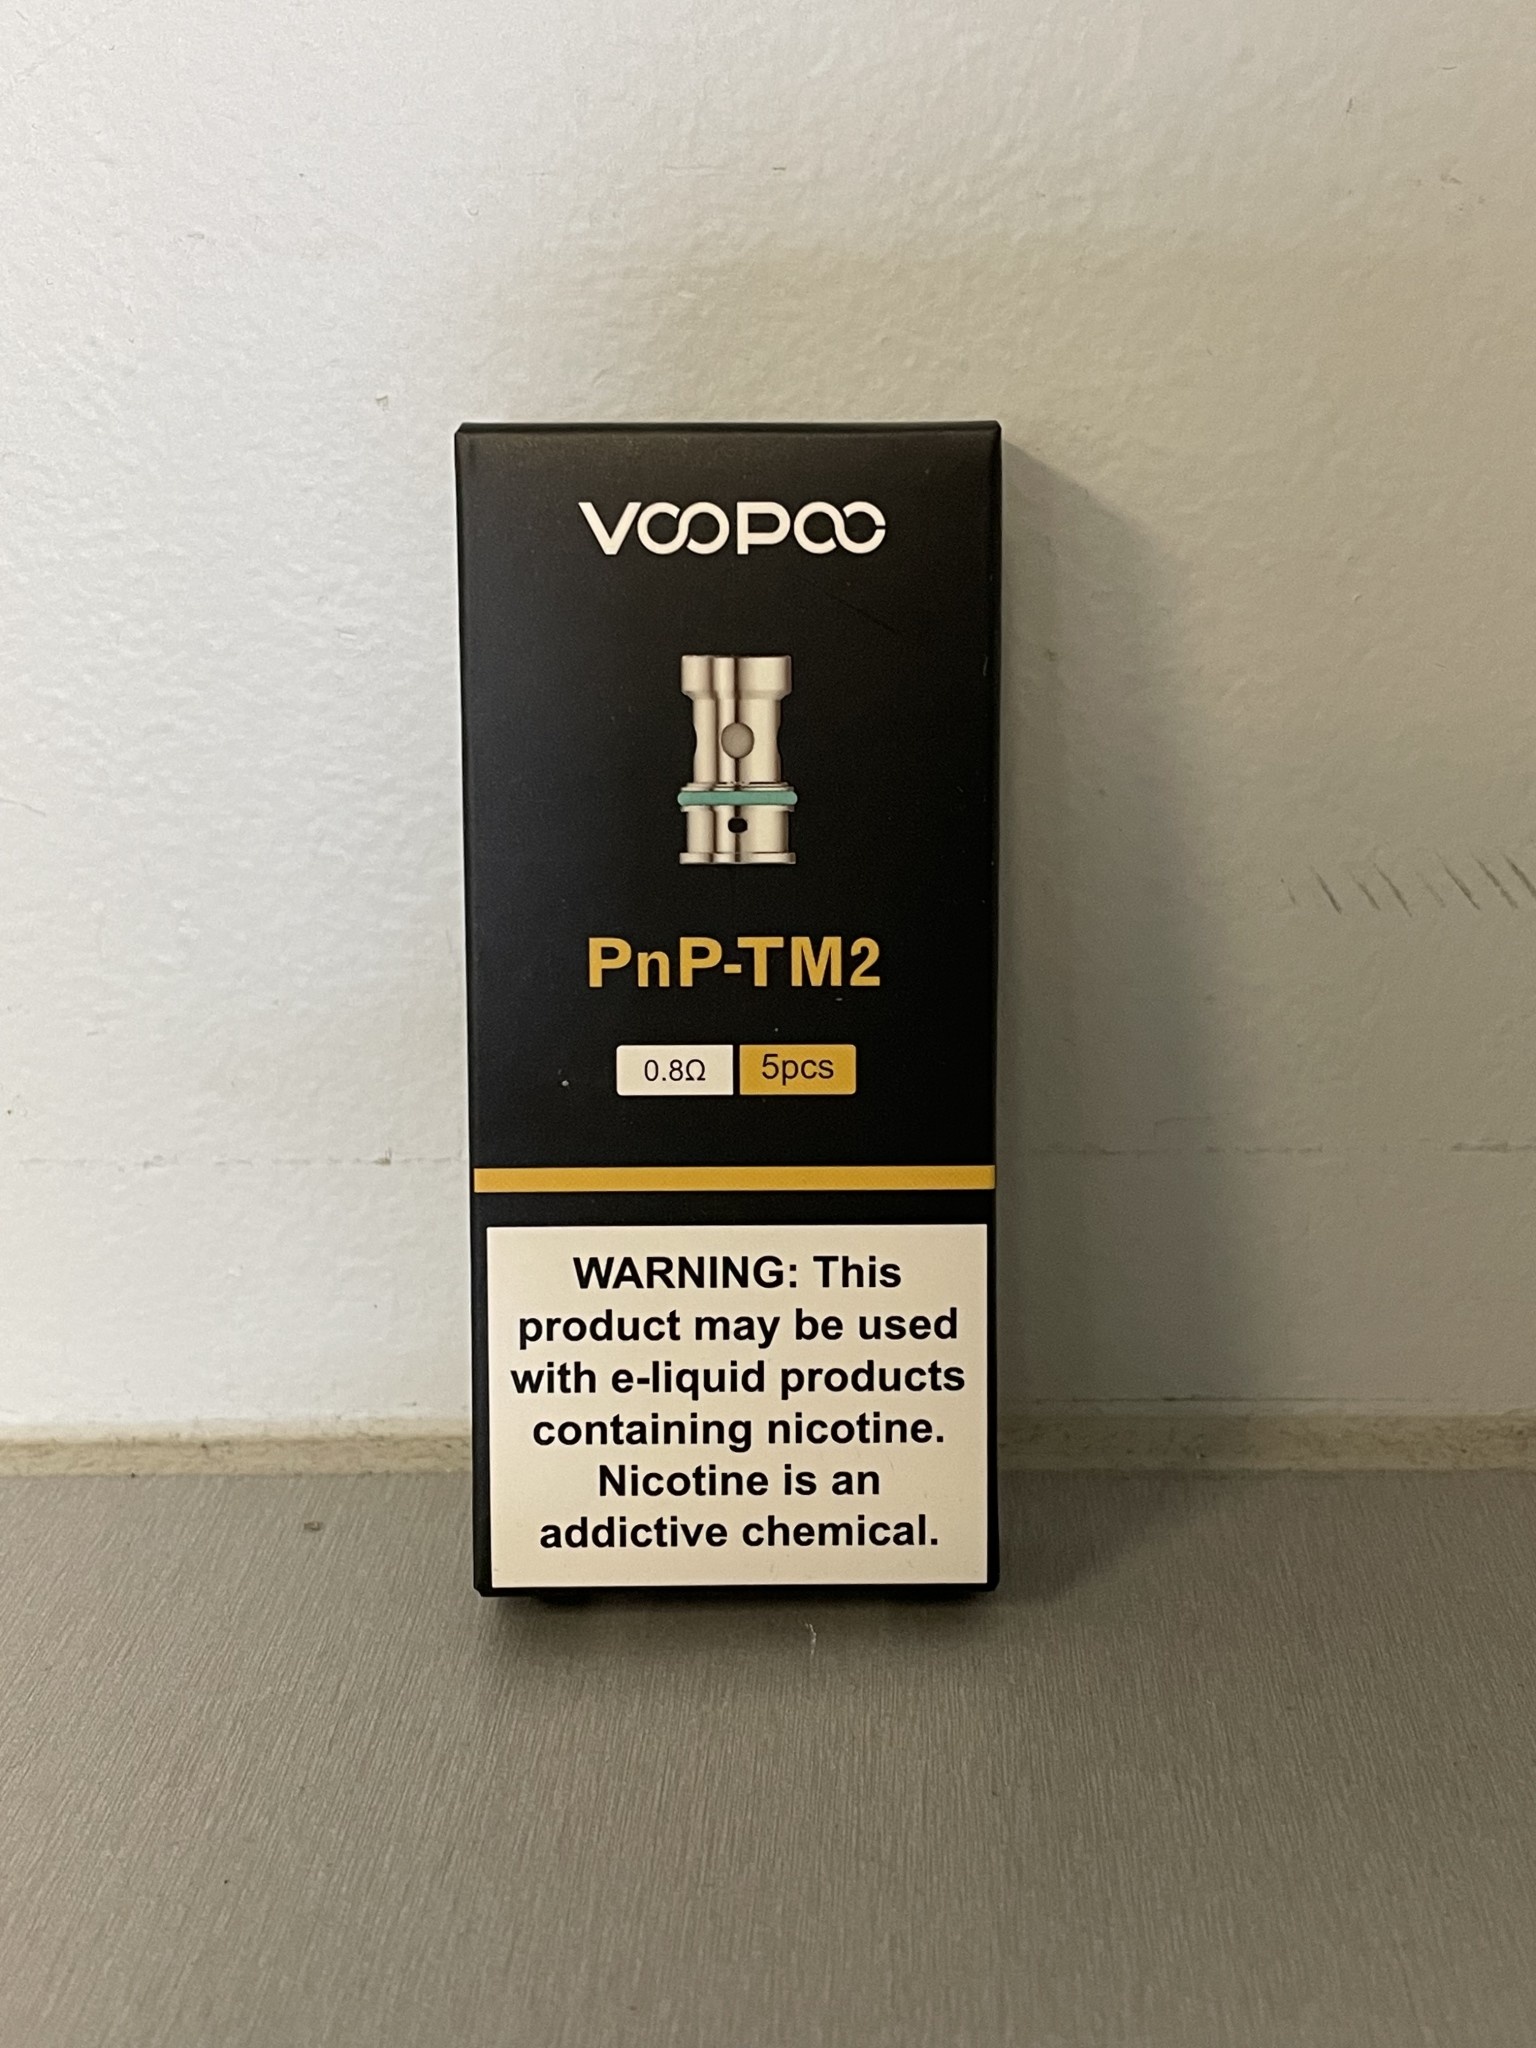 VOOPOO
PnP-TM2
0.8Ω 5pcs
WARNING: This
product may be used
with e-liquid products
containing nicotine.
Nicotine is an
addictive chemical.